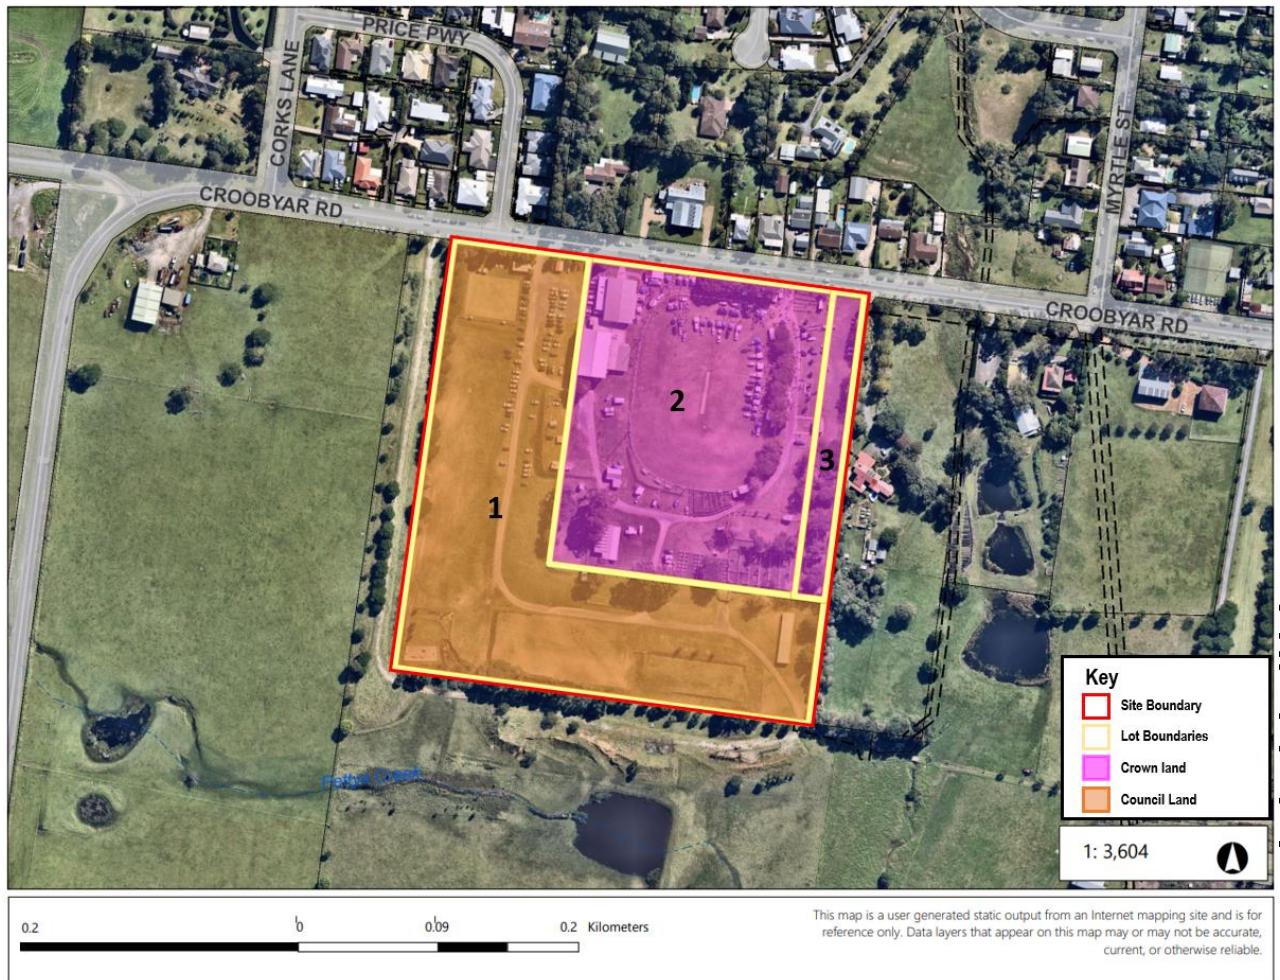 PRICE PWY
CORKS LANE
CROOBYAR RD
MYRTLE ST
CROOBYAR RD
1
2
3
Key
Site Boundary
Lot Boundaries
Crown land
Council Land
1: 3,604
0.2
0
0.09
0.2
Kilometers
This map is a user generated static output from an Internet mapping site and is for
reference only. Data layers that appear on this map may or may not be accurate,
current, or otherwise reliable.